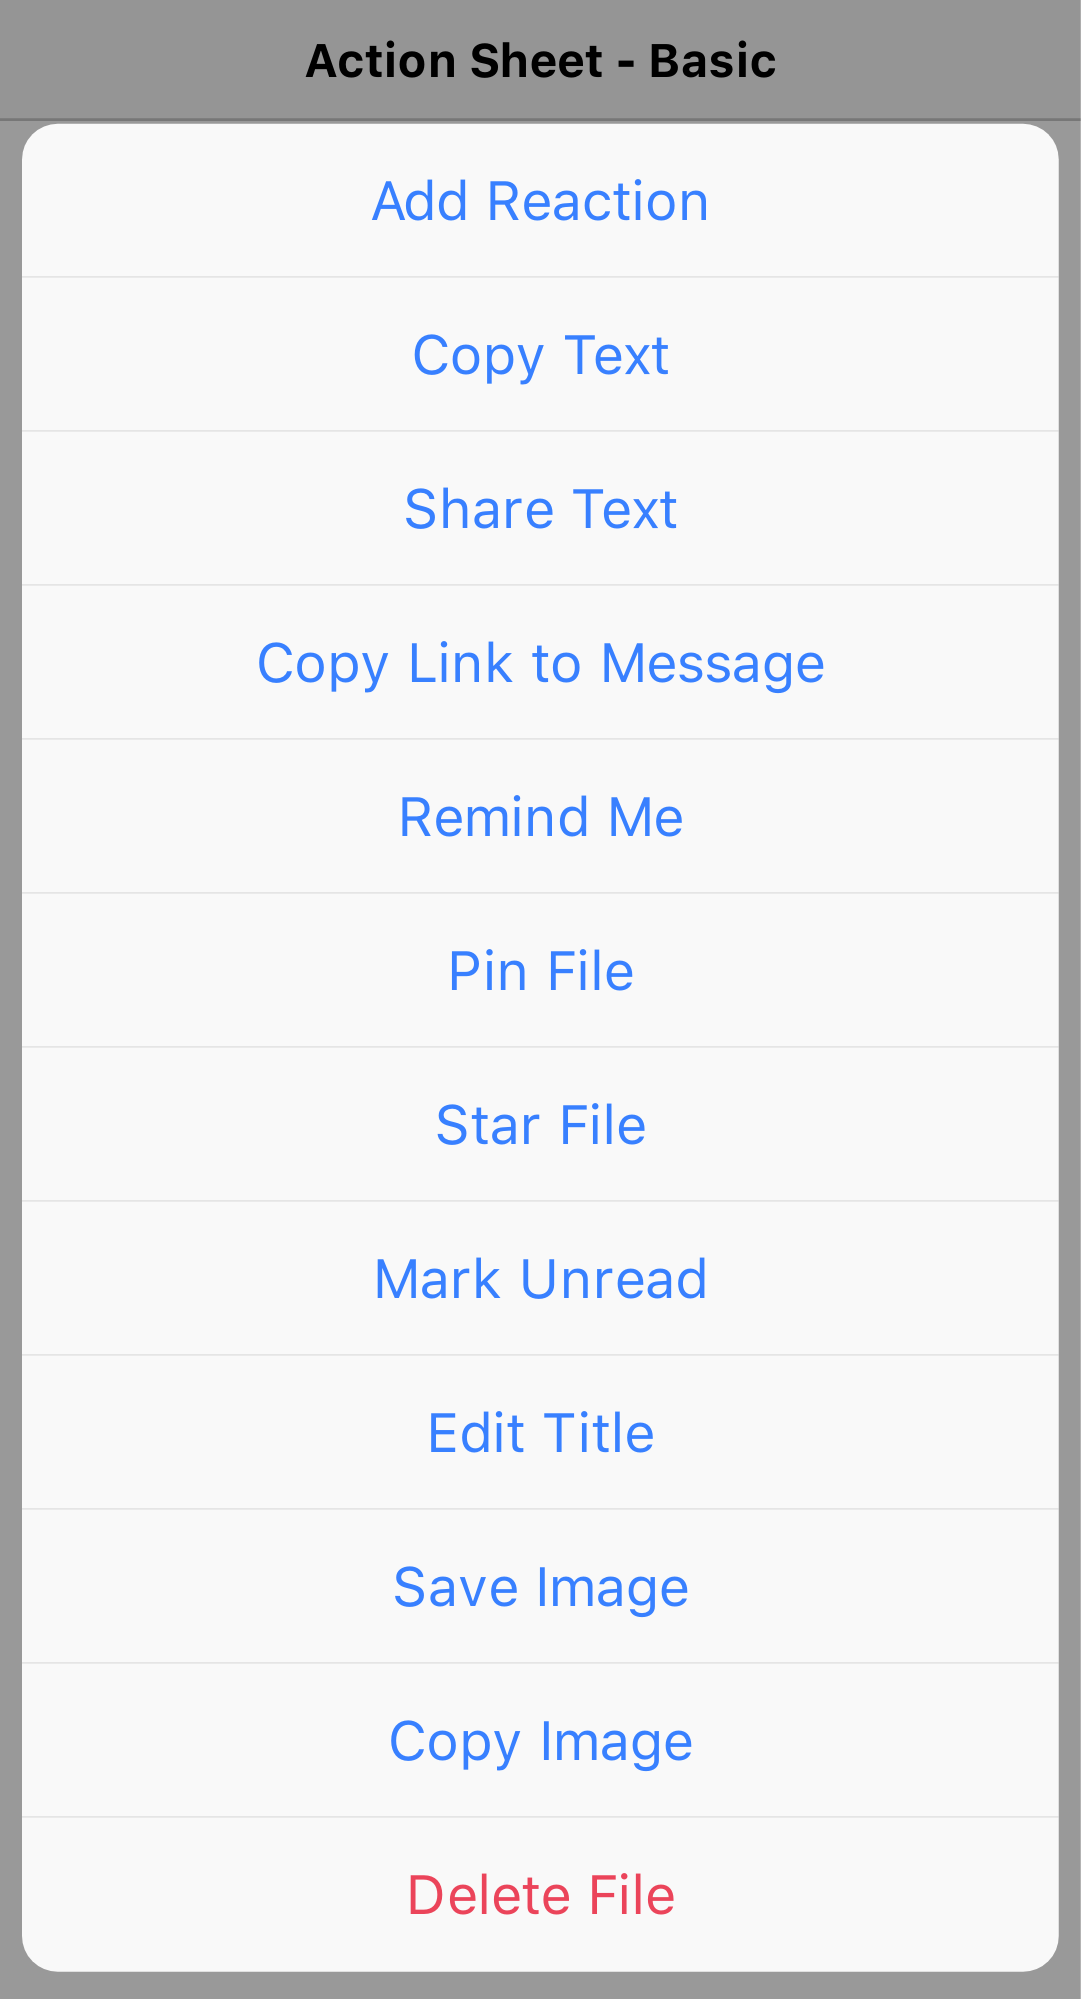 Action Sheet - Basic
Add Reaction
Copy Text
Share Text
Copy Link to Message
Remind Me
Pin File
Star File
Mark Unread
Edit Title
Save Image
Copy Image
Delete File